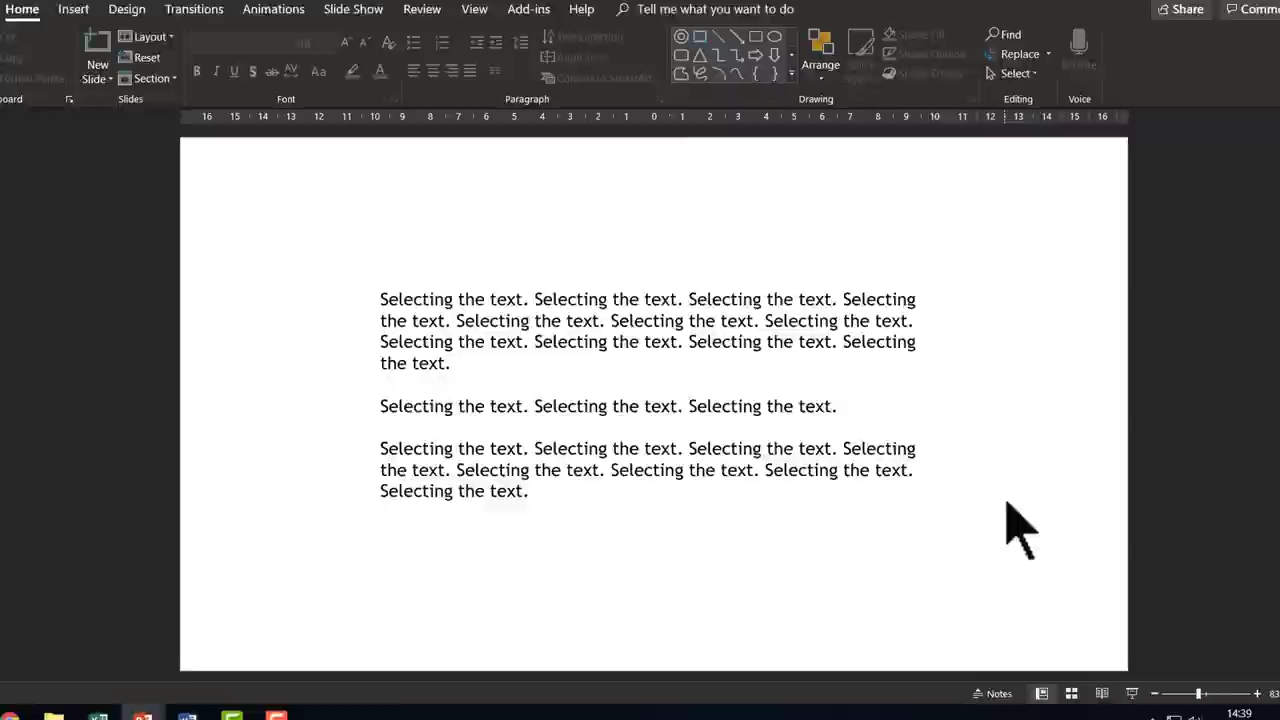 Home Insert Design Transitions Animations Slide Show Review View Add-ins Help Tell me what you want to do Share
Layout
New Reset
Slide Section
Find
Replace
Select
Arrange
Slides Font Paragraph Drawing Editing Voice
16 15 14 13 12 11 10 9 8 7 6 5 4 3 2 1 0 1 2 3 4 5 6 7 8 9 10 11 12 13 14 15 16
Selecting the text. Selecting the text. Selecting the text. Selecting
the text. Selecting the text. Selecting the text. Selecting the text.
Selecting the text. Selecting the text. Selecting the text. Selecting
the text.
Selecting the text. Selecting the text. Selecting the text.
Selecting the text. Selecting the text. Selecting the text. Selecting
the text. Selecting the text. Selecting the text. Selecting the text.
Selecting the text.
Notes
14:39